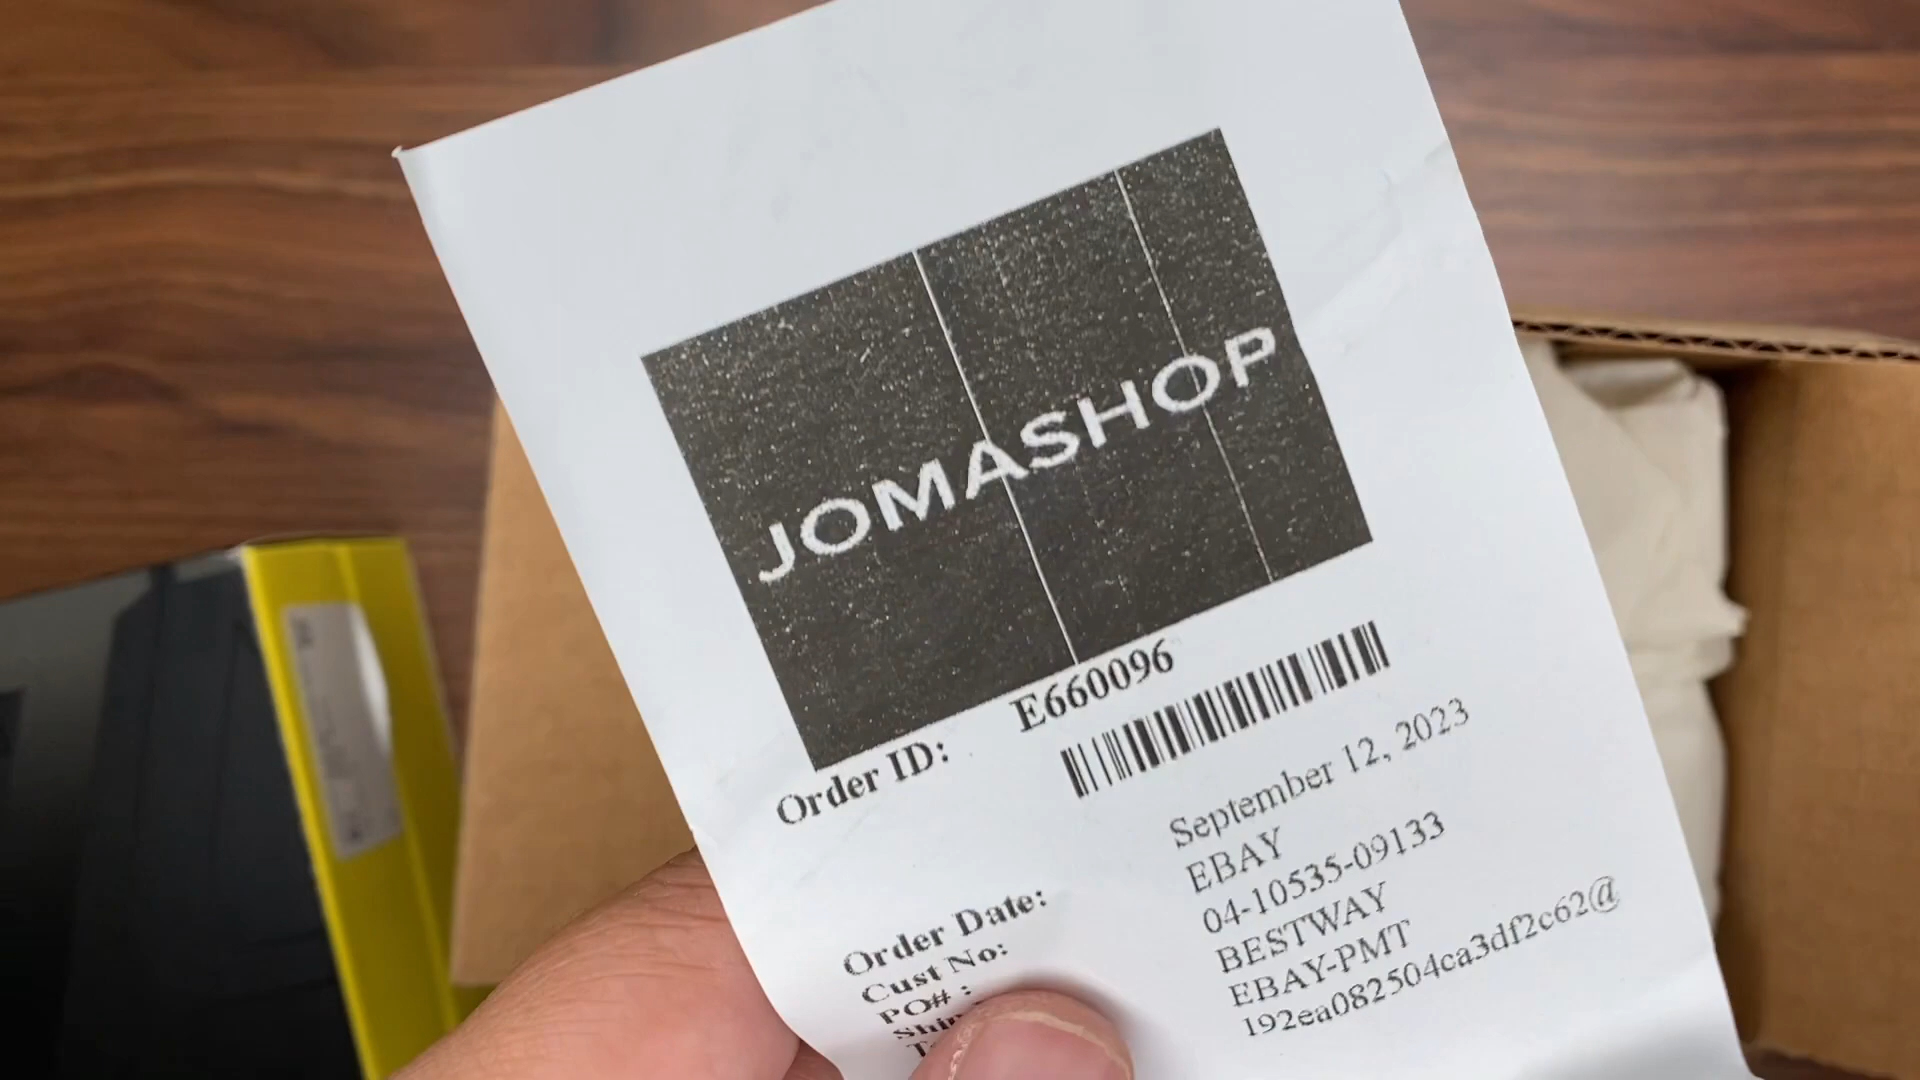 JOMASHOP
Order ID: E660096
Order Date: September 12, 2023
Cust No: EBAY
PO# : 04-10535-09133
BESTWAY
EBAY-PMT
192ea082504ca3df2c62@